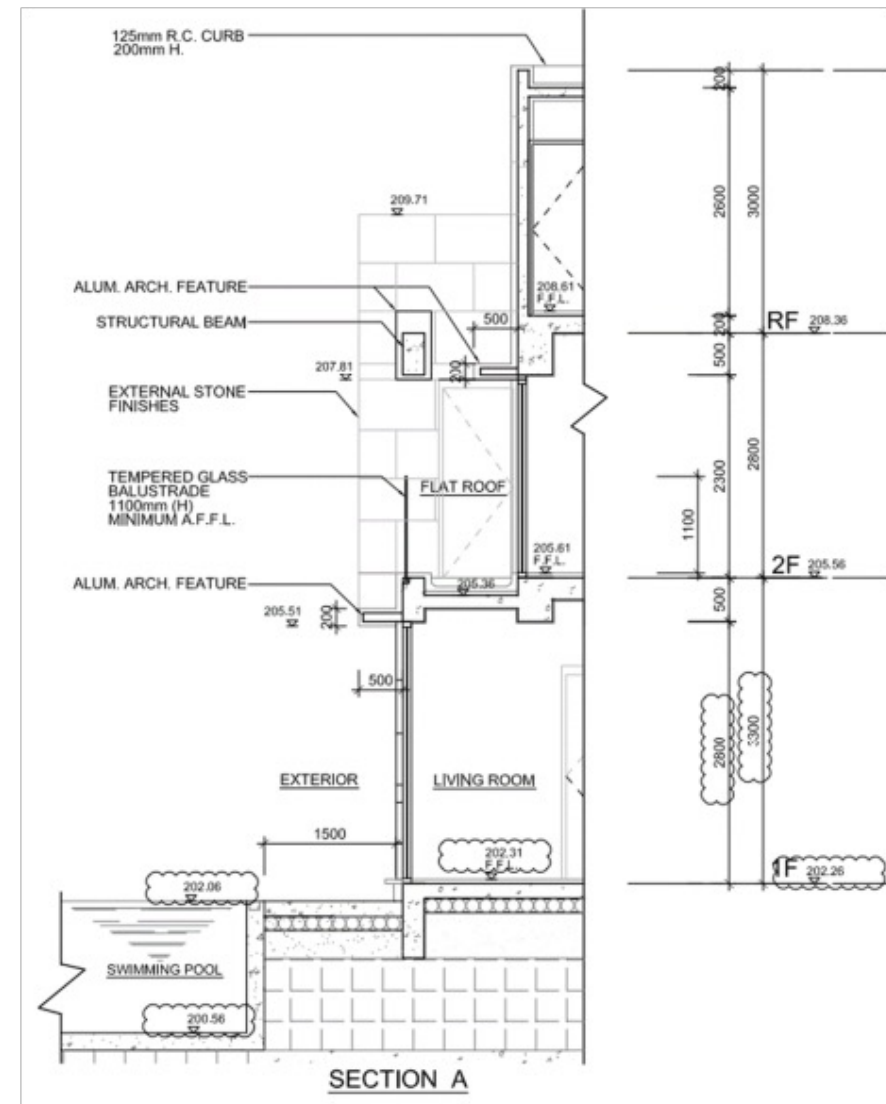 125mm R.C. CURB
200mm H.
200
209.71
2600
3000
ALUM. ARCH. FEATURE
208.61
F.F.L.
STRUCTURAL BEAM
500
200
RF
208.36
207.81
200
500
EXTERNAL STONE
FINISHES
2300
2800
TEMPERED GLASS
BALUSTRADE
1100mm (H)
MINIMUM A.F.F.L.
FLAT ROOF
1100
205.61
F.F.L.
2F
205.56
ALUM. ARCH. FEATURE
205.36
205.51
200
500
500
2800
3300
EXTERIOR
LIVING ROOM
1500
202.31
F.F.L.
1F
202.26
202.06
SWIMMING POOL
200.56
SECTION A